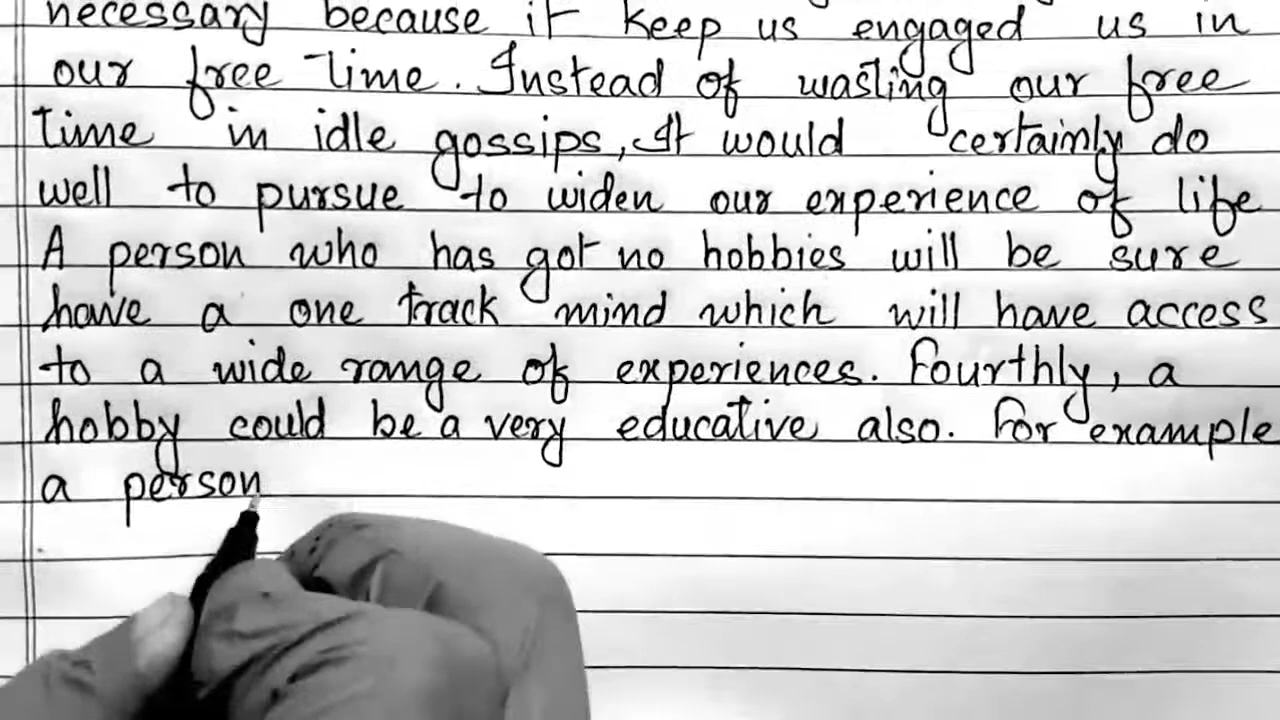 necessary because it keep us engaged us in
our free time. Instead of wasting our free
time in idle gossips, It would certainly do
well to pursue to widen our experience of life
A person who has got no hobbies will be sure
have a one track mind which will have access
to a wide range of experiences. Fourthly, a
hobby could be a very educative also. For example
a person